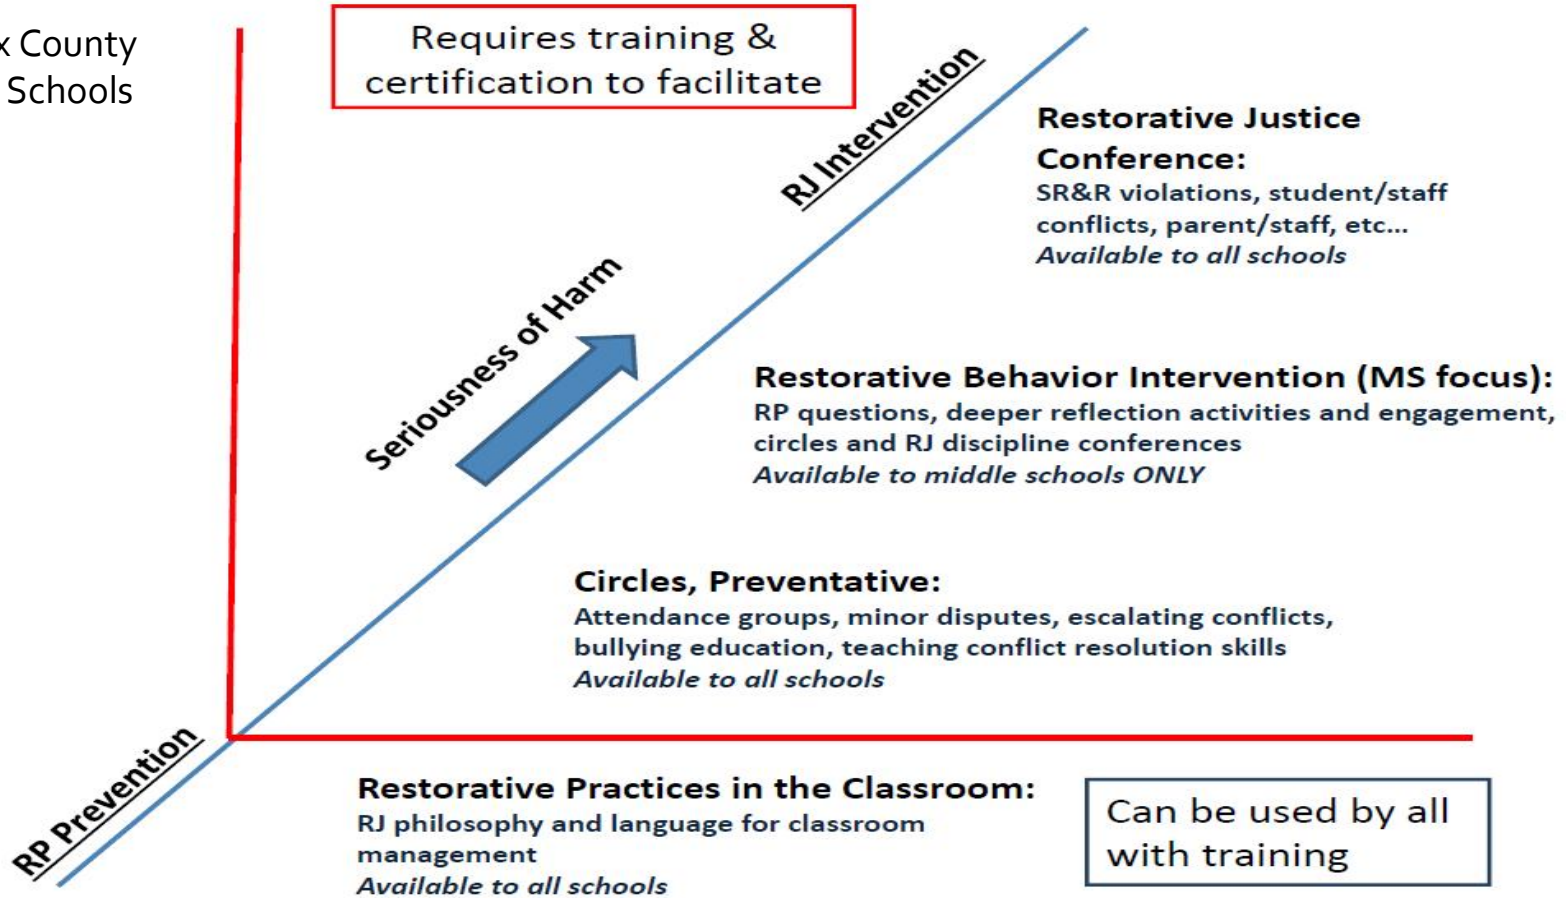 x County
Schools
Requires training &
certification to facilitate
RJ Intervention
Restorative Justice
Conference:
SR&R violations, student/staff
conflicts, parent/staff, etc...
Available to all schools
Seriousness of Harm
Restorative Behavior Intervention (MS focus):
RP questions, deeper reflection activities and engagement,
circles and RJ discipline conferences
Available to middle schools ONLY
Circles, Preventative:
Attendance groups, minor disputes, escalating conflicts,
bullying education, teaching conflict resolution skills
Available to all schools
RP Prevention
Restorative Practices in the Classroom:
RJ philosophy and language for classroom
management
Available to all schools
Can be used by all
with training